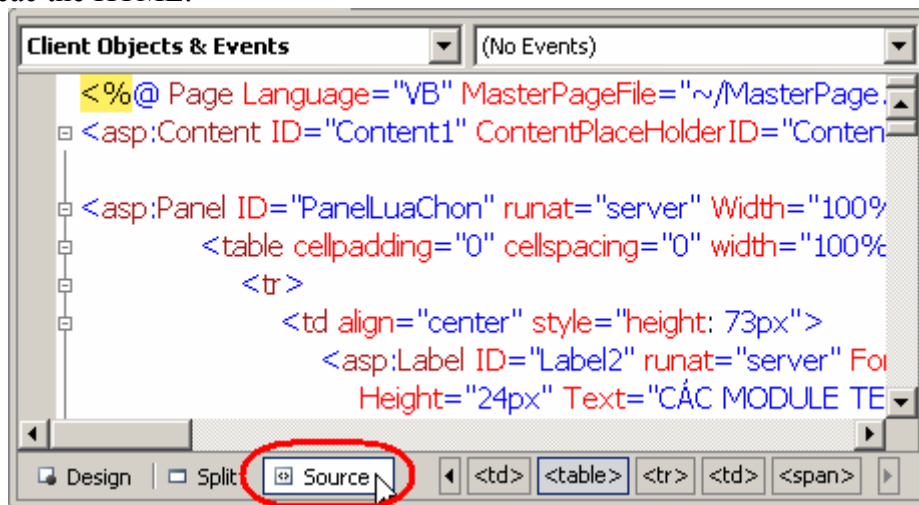 Client Objects & Events (No Events)
<%@ Page Language="VB" MasterPageFile="~/MasterPage.
<asp:Content ID="Content1" ContentPlaceHolderID="Conten
<asp:Panel ID="PanelLuaChon" runat="server" Width="100%
<table cellpadding="0" cellspacing="0" width="100%
<tr>
<td align="center" style="height: 73px">
<asp:Label ID="Label2" runat="server" Fo
Height="24px" Text="CÁC MODULE TE
Design Split Source <td> <table> <tr> <td> <span>